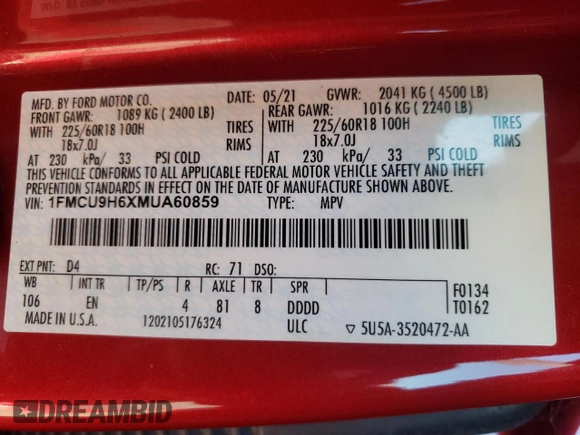 MFD. BY FORD MOTOR CO. DATE: 05/21 GVWR: 2041 KG ( 4500 LB)
FRONT GAWR: 1089 KG ( 2400 LB) REAR GAWR: 1016 KG ( 2240 LB)
WITH 225/60R18 100H TIRES WITH 225/60R18 100H TIRES
18x7.0J RIMS 18x7.0J RIMS
AT 230 kPa/ 33 PSI COLD AT 230 kPa/ 33 PSI COLD
THIS VEHICLE CONFORMS TO ALL APPLICABLE FEDERAL MOTOR VEHICLE SAFETY AND THEFT
PREVENTION STANDARDS IN EFFECT ON THE DATE OF MANUFACTURE SHOWN ABOVE.
VIN: 1FMCU9H6XMUA60859 TYPE: MPV
EXT PNT: D4 RC: 71 DSO:
WB INT TR TP/PS R AXLE TR SPR F0134
106 EN 4 81 8 DDDD T0162
MADE IN U.S.A. 1202105176324 ULC ▽ 5U5A-3520472-AA
DREAMBID